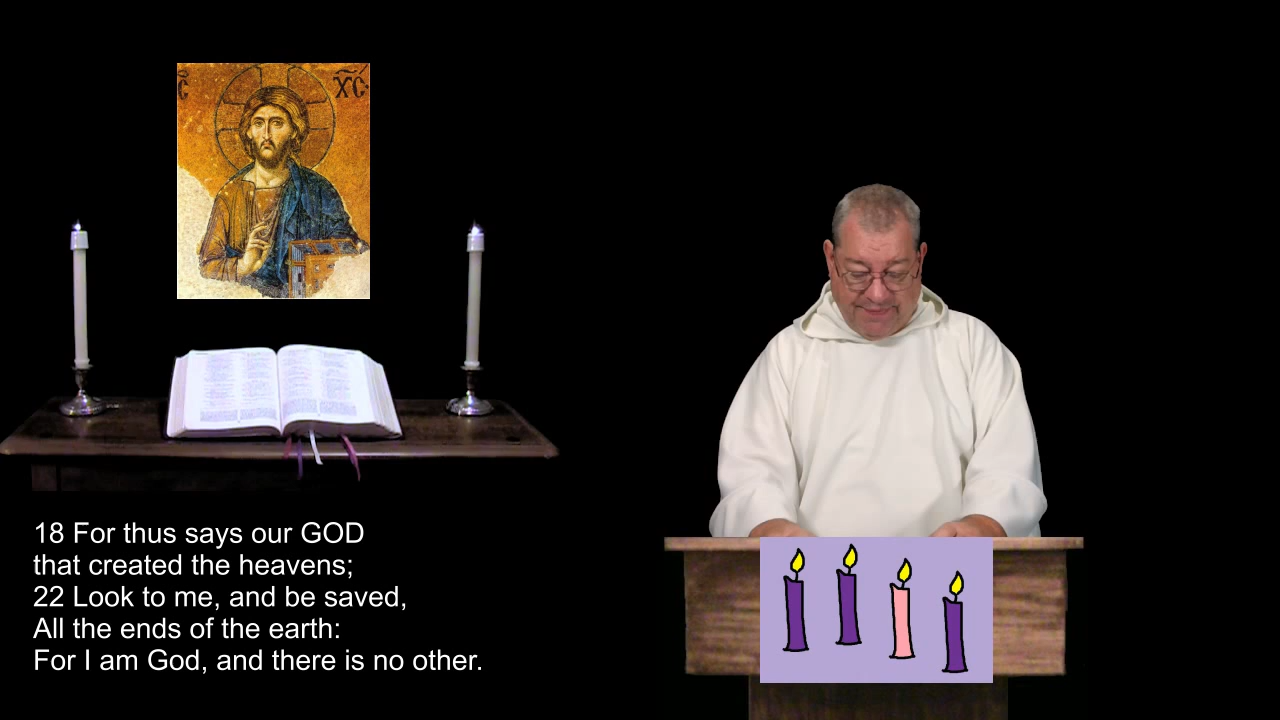 XC
18 For thus says our GOD
that created the heavens;
22 Look to me, and be saved,
All the ends of the earth:
For I am God, and there is no other.